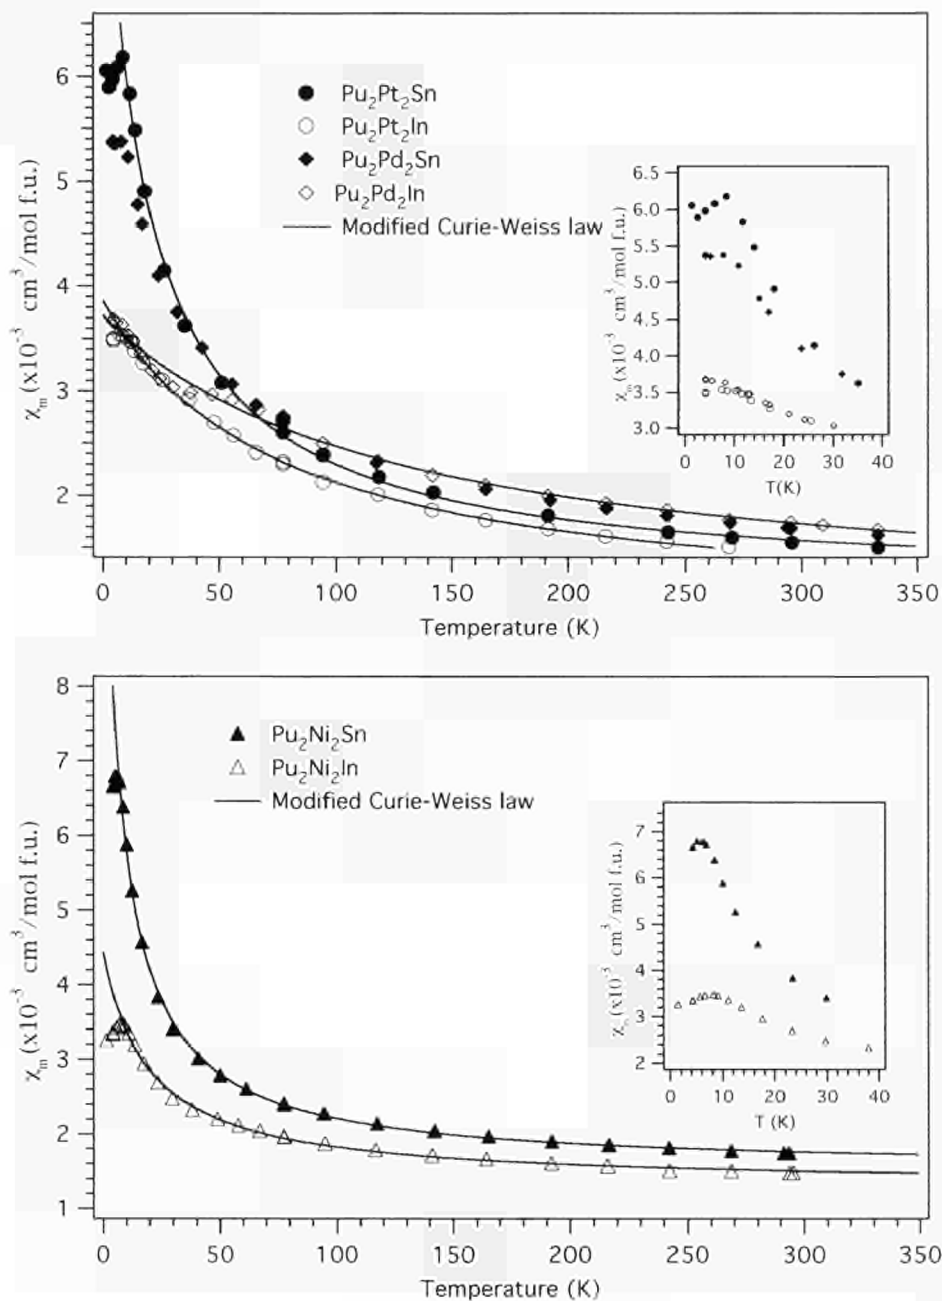 6
5
4
3
2
χm (x10⁻³ cm³/mol f.u.)
Pu₂Pt₂Sn
Pu₂Pt₂In
Pu₂Pd₂Sn
Pu₂Pd₂In
Modified Curie-Weiss law
6.5
6.0
5.5
5.0
4.5
4.0
3.5
3.0
(x10⁻³ cm³/mol f.u.)
0 10 20 30 40
T(K)
0 50 100 150 200 250 300 350
Temperature (K)
8
7
6
5
4
3
2
1
χm (x10⁻³ cm³/mol f.u.)
Pu₂Ni₂Sn
Pu₂Ni₂In
Modified Curie-Weiss law
7
6
5
4
3
2
(x10⁻³ cm³/mol f.u.)
0 10 20 30 40
T (K)
0 50 100 150 200 250 300 350
Temperature (K)